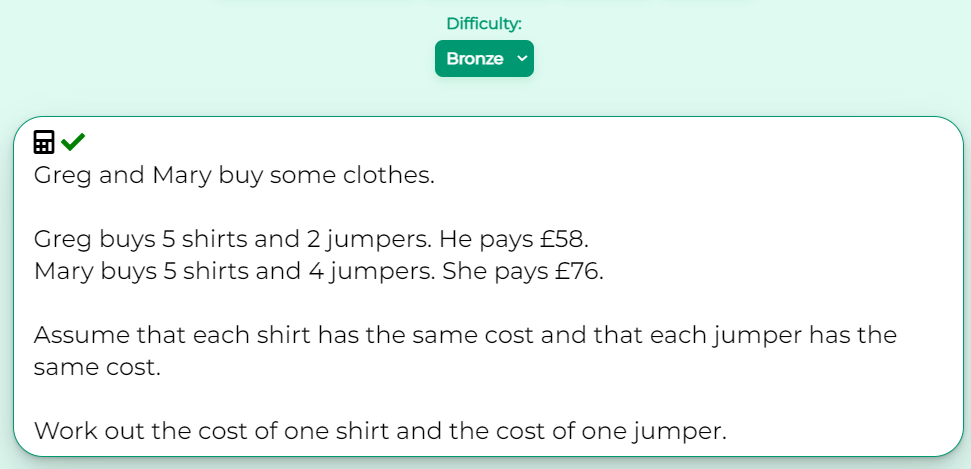 Difficulty:
Bronze
Greg and Mary buy some clothes.
Greg buys 5 shirts and 2 jumpers. He pays £58.
Mary buys 5 shirts and 4 jumpers. She pays £76.
Assume that each shirt has the same cost and that each jumper has the
same cost.
Work out the cost of one shirt and the cost of one jumper.